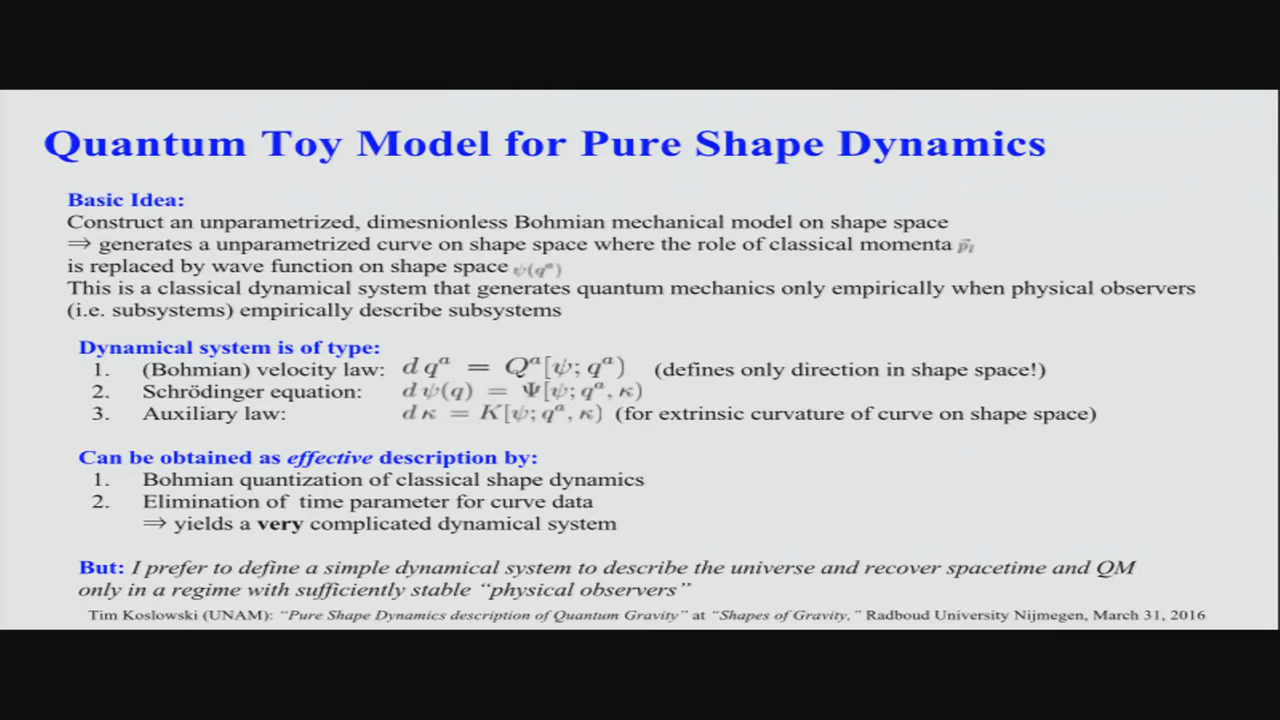 Quantum Toy Model for Pure Shape Dynamics
Basic Idea:
Construct an unparametrized, dimesnionless Bohmian mechanical model on shape space
⇒ generates a unparametrized curve on shape space where the role of classical momenta p⃗_I
is replaced by wave function on shape space ψ(q^a)
This is a classical dynamical system that generates quantum mechanics only empirically when physical observers
(i.e. subsystems) empirically describe subsystems
Dynamical system is of type:
1. (Bohmian) velocity law: d q^a = Q^a[ψ; q^a) (defines only direction in shape space!)
2. Schrödinger equation: d ψ(q) = Ψ[ψ; q^a, κ)
3. Auxiliary law: d κ = K[ψ; q^a, κ) (for extrinsic curvature of curve on shape space)
Can be obtained as effective description by:
1. Bohmian quantization of classical shape dynamics
2. Elimination of time parameter for curve data
⇒ yields a very complicated dynamical system
But: I prefer to define a simple dynamical system to describe the universe and recover spacetime and QM
only in a regime with sufficiently stable “physical observers”
Tim Koslowski (UNAM): “Pure Shape Dynamics description of Quantum Gravity” at “Shapes of Gravity,” Radboud University Nijmegen, March 31, 2016